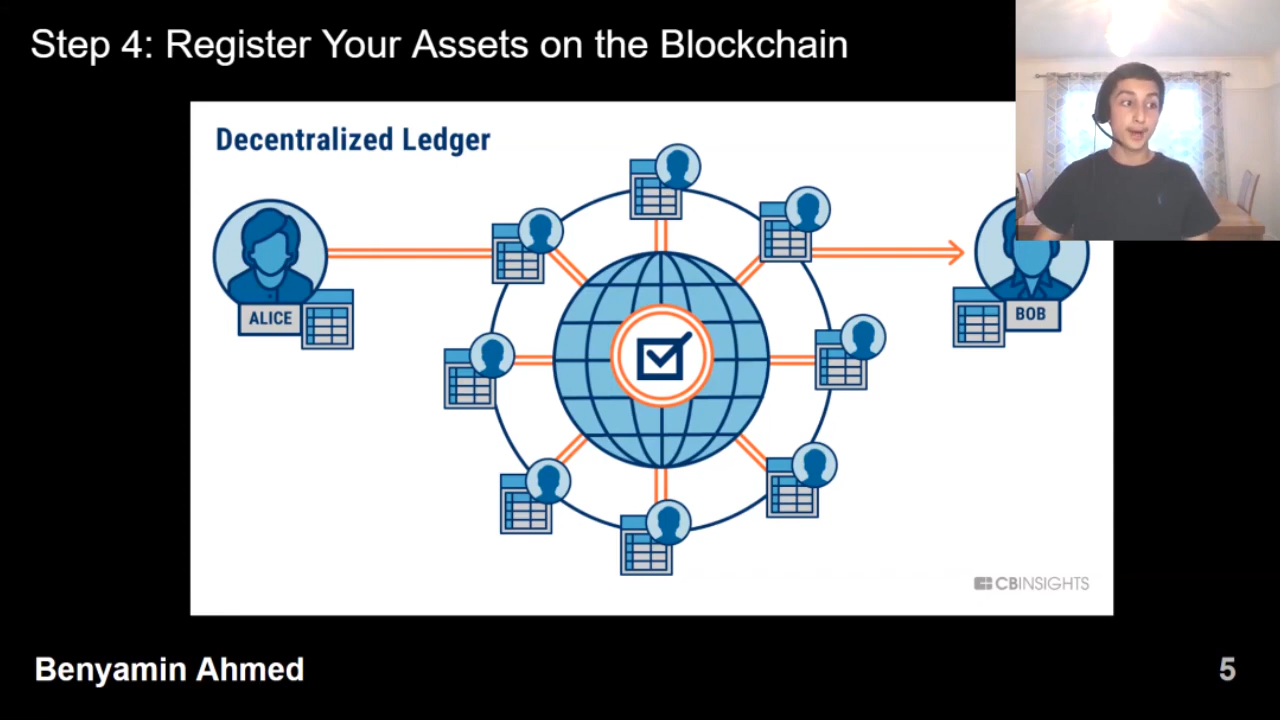 Step 4: Register Your Assets on the Blockchain
Decentralized Ledger
ALICE
BOB
CBINSIGHTS
Benyamin Ahmed
5